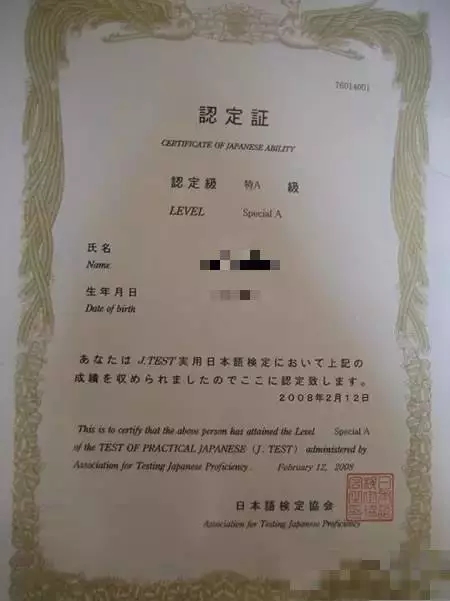 76014001
認定証
CERTIFICATE OF JAPANESE ABILITY
認定級 特A 級
LEVEL Special A
氏名
Name
生年月日
Date of birth
あなたは J.TEST実用日本語検定において上記の
成績を収められましたのでここに認定致します。
2008年2月12日
This is to certify that the above person has attained the Level Special A
of the TEST OF PRACTICAL JAPANESE (J. TEST) administered by
Association for Testing Japanese Proficiency. February 12, 2008
日本語検定協会
Association for Testing Japanese Proficiency